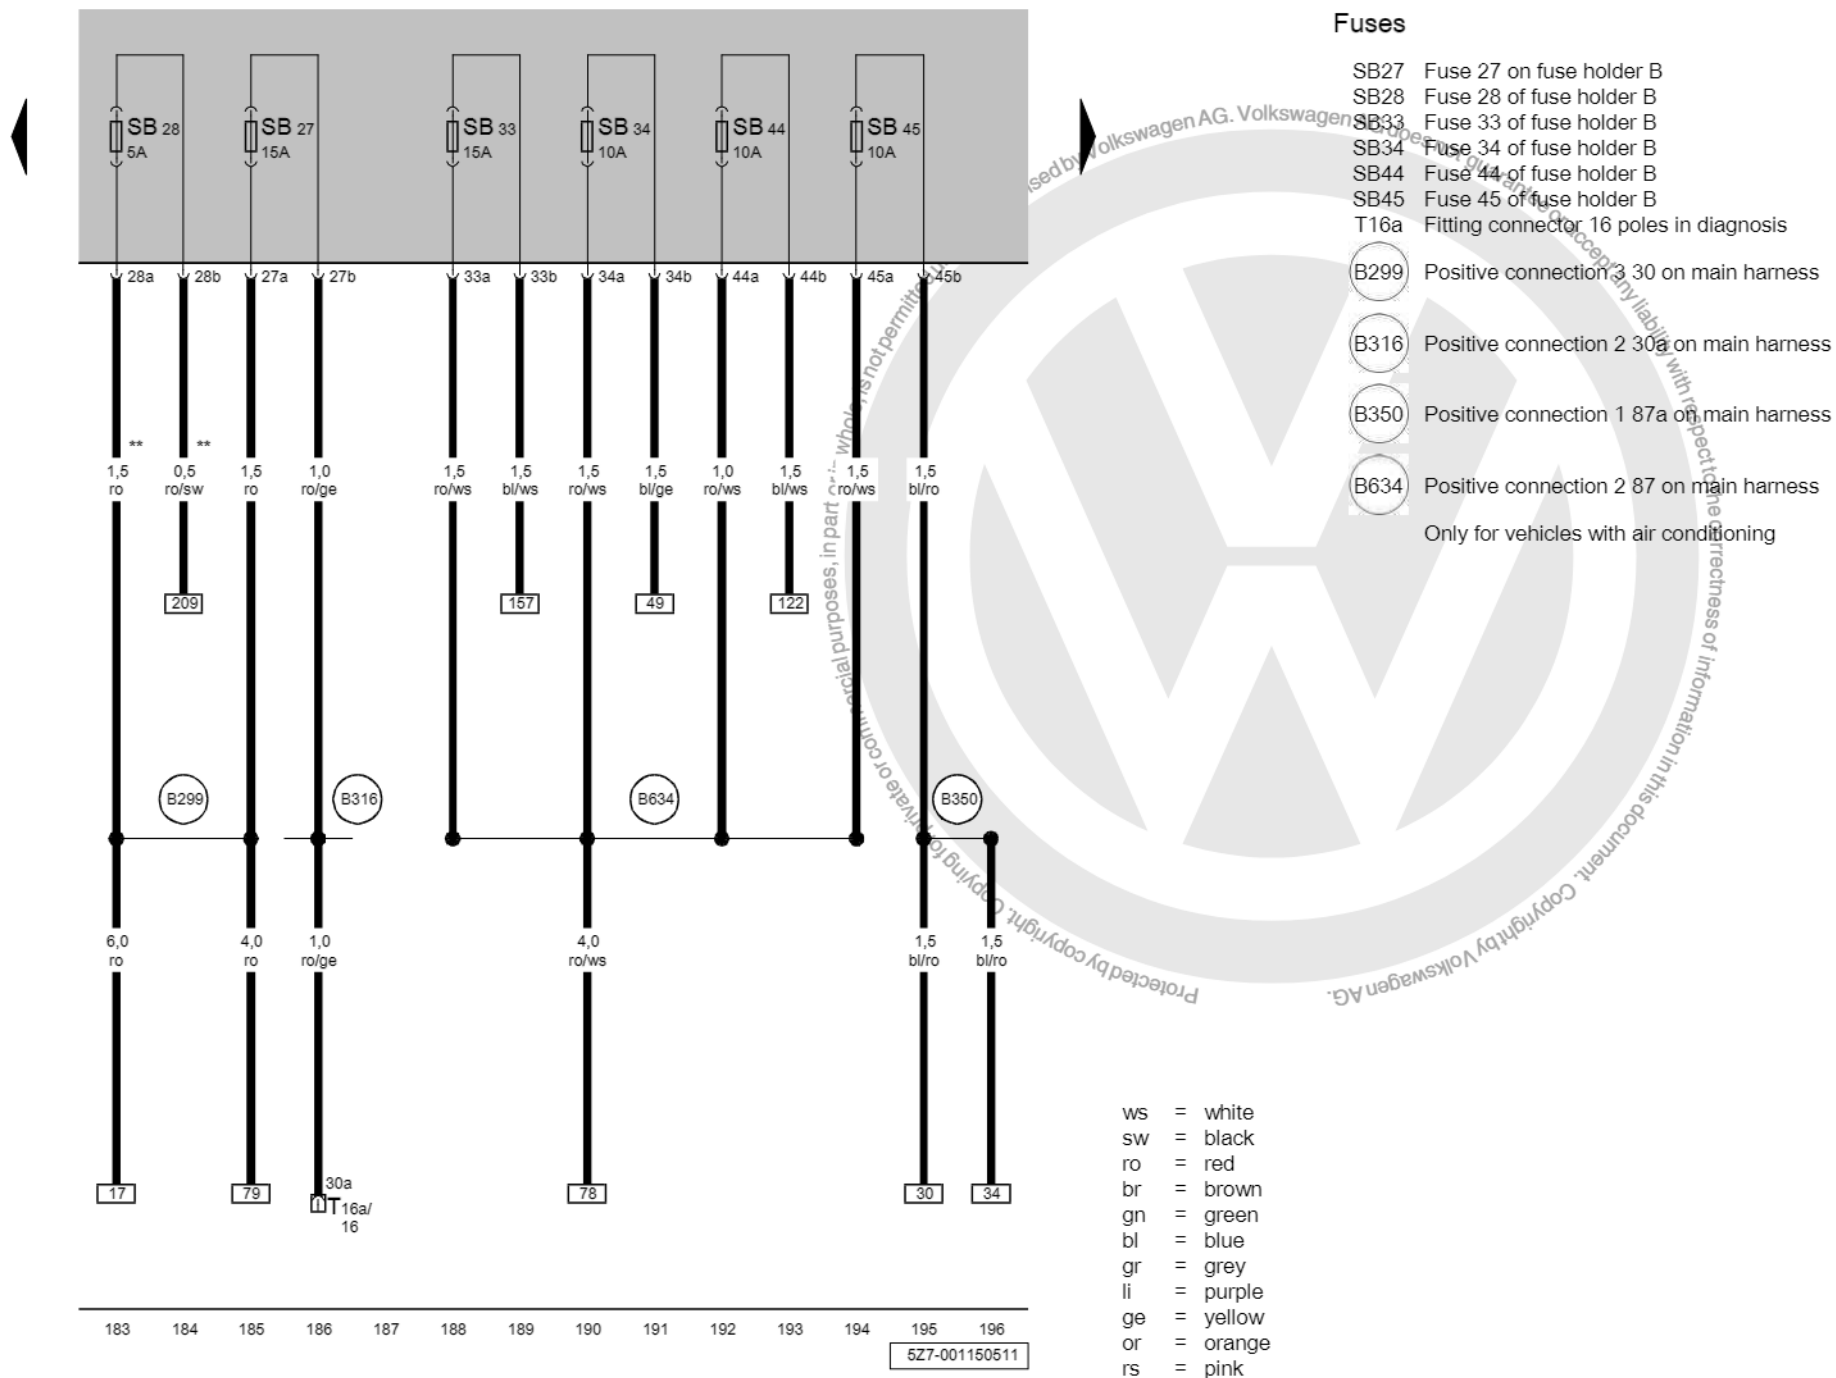 SB 28
5A
SB 27
15A
SB 33
15A
SB 34
10A
SB 44
10A
SB 45
10A
28a 28b 27a 27b 33a 33b 34a 34b 44a 44b 45a 45b
** **
1,5 0,5 1,5 1,0 1,5 1,5 1,5 1,5 1,0 1,5 1,5 1,5
ro ro/sw ro ro/ge ro/ws bl/ws ro/ws bl/ge ro/ws bl/ws ro/ws bl/ro
209 157 49 122
B299 B316 B634 B350
6,0 4,0 1,0 4,0 1,5 1,5
ro ro ro/ge ro/ws bl/ro bl/ro
17 79 78 30 34
30a
T 16a/
16
183 184 185 186 187 188 189 190 191 192 193 194 195 196
5Z7-001150511
Fuses
SB27 Fuse 27 on fuse holder B
SB28 Fuse 28 of fuse holder B
SB33 Fuse 33 of fuse holder B
SB34 Fuse 34 of fuse holder B
SB44 Fuse 44 of fuse holder B
SB45 Fuse 45 of fuse holder B
T16a Fitting connector 16 poles in diagnosis
B299 Positive connection 3 30 on main harness
B316 Positive connection 2 30a on main harness
B350 Positive connection 1 87a on main harness
B634 Positive connection 2 87 on main harness
Only for vehicles with air conditioning
ws = white
sw = black
ro = red
br = brown
gn = green
bl = blue
gr = grey
li = purple
ge = yellow
or = orange
rs = pink
Protected by copyright. Copying for private or commercial purposes, in part or in whole, is not permitted Volkswagen AG. Volkswagen AG does not guarantee or accept any liability with respect to the correctness of information in this document. Copyright by Volkswagen AG.